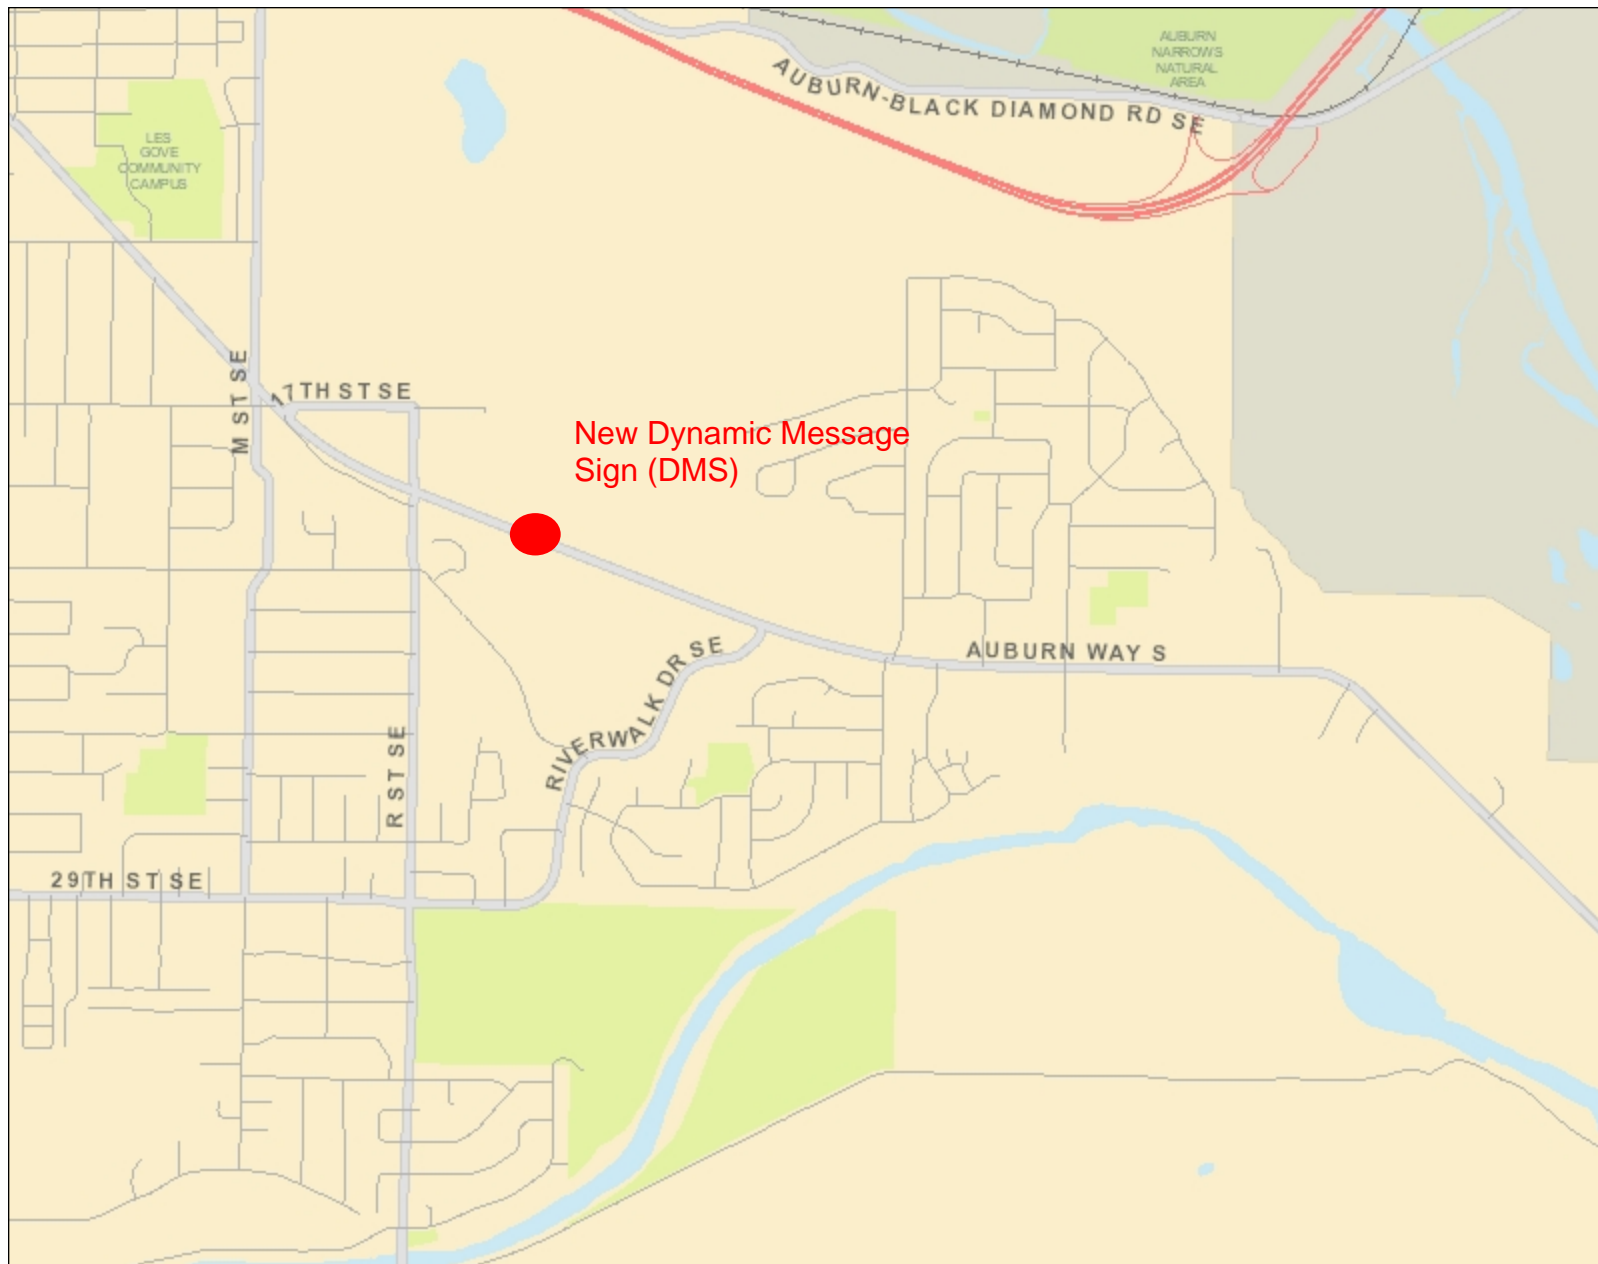 AUBURN
NARROWS
NATURAL
AREA
AUBURN-BLACK DIAMOND RD SE
LES
GOVE
COMMUNITY
CAMPUS
M ST SE
17TH ST SE
New Dynamic Message
Sign (DMS)
AUBURN WAY S
RIVERWALK DR SE
R ST SE
29TH ST SE